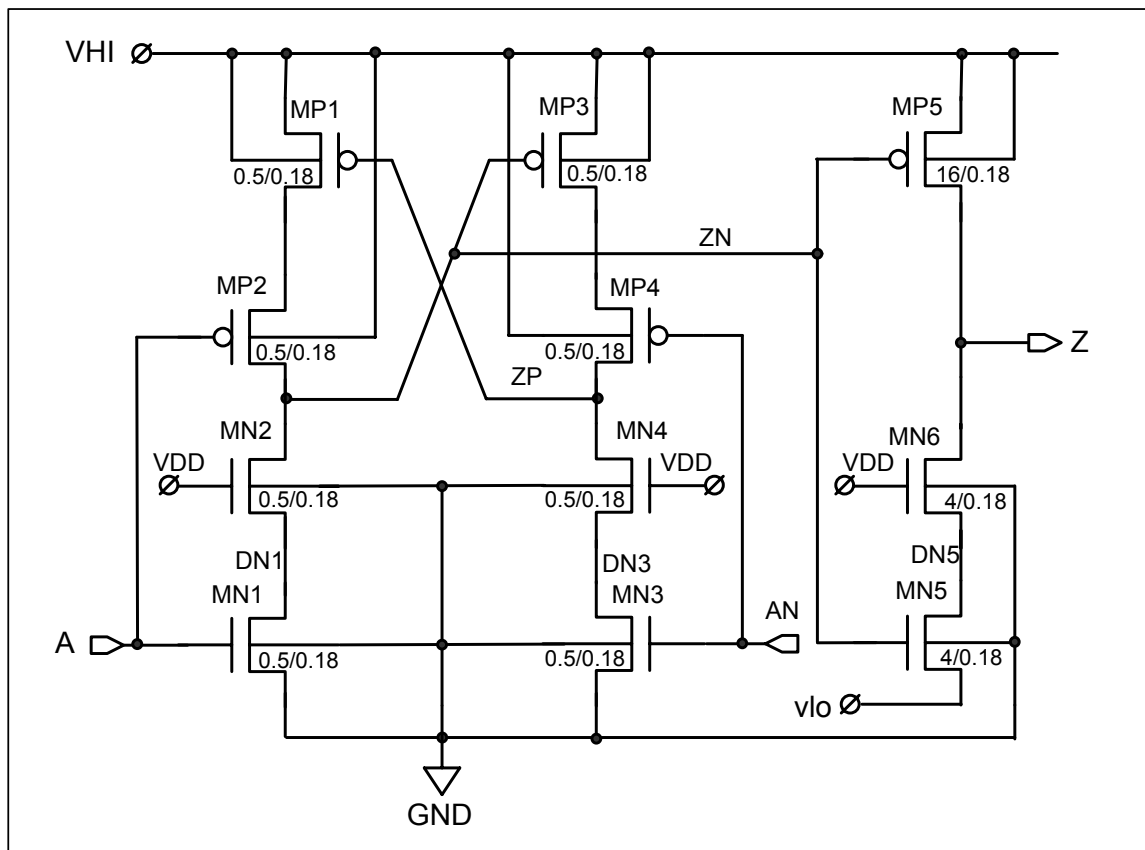 VHI
MP1
MP3
MP5
0.5/0.18
0.5/0.18
16/0.18
ZN
MP2
MP4
0.5/0.18
0.5/0.18
Z
ZP
MN2
MN4
MN6
VDD
VDD
VDD
0.5/0.18
0.5/0.18
4/0.18
DN1
DN3
DN5
MN1
MN3
MN5
A
AN
0.5/0.18
0.5/0.18
4/0.18
vlo
GND